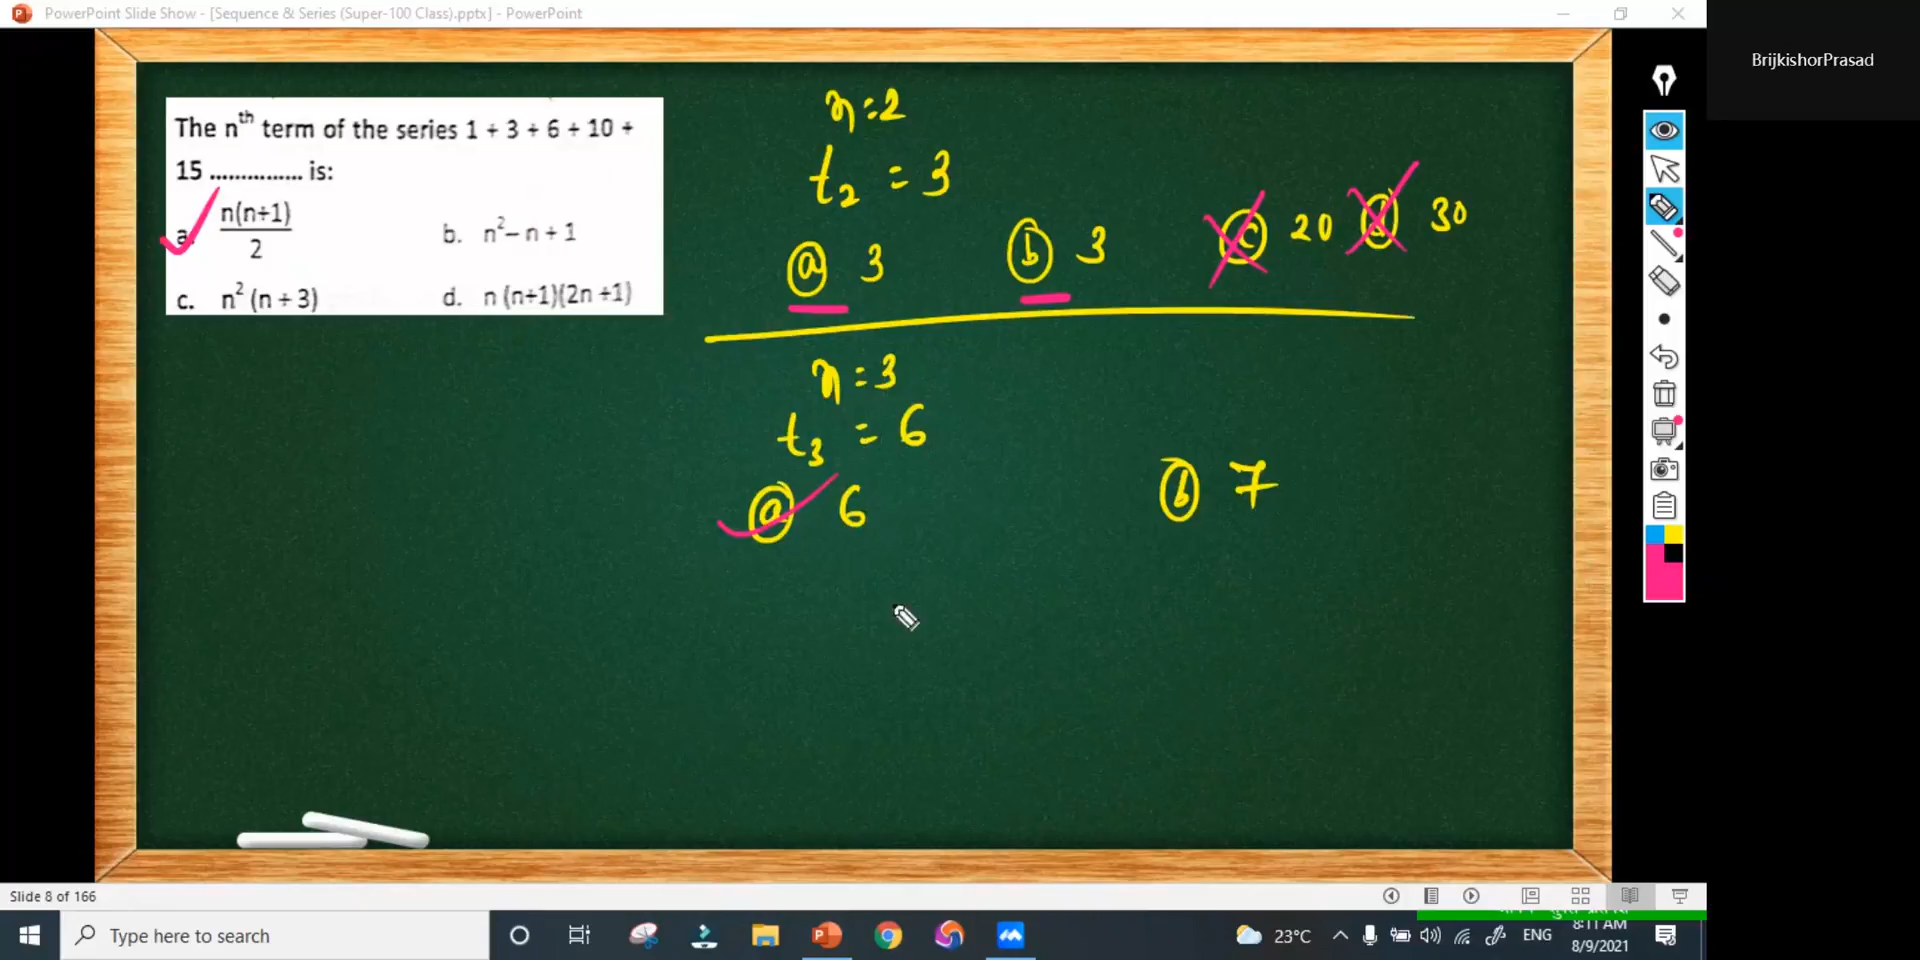 PowerPoint Slide Show - [Sequence & Series (Super-100 Class).pptx] - PowerPoint
BrijkishorPrasad
The nth term of the series 1 + 3 + 6 + 10 +
15 .............. is:
a. n(n+1)/2
b. n² – n + 1
c. n² (n + 3)
d. n (n+1)(2n +1)
n = 2
t₂ = 3
ⓐ 3 ⓑ 3 ⓒ 20 ⓓ 30
n = 3
t₃ = 6
ⓐ 6 ⓑ 7
Slide 8 of 166
Type here to search
23°C
ENG
8:11 AM
8/9/2021